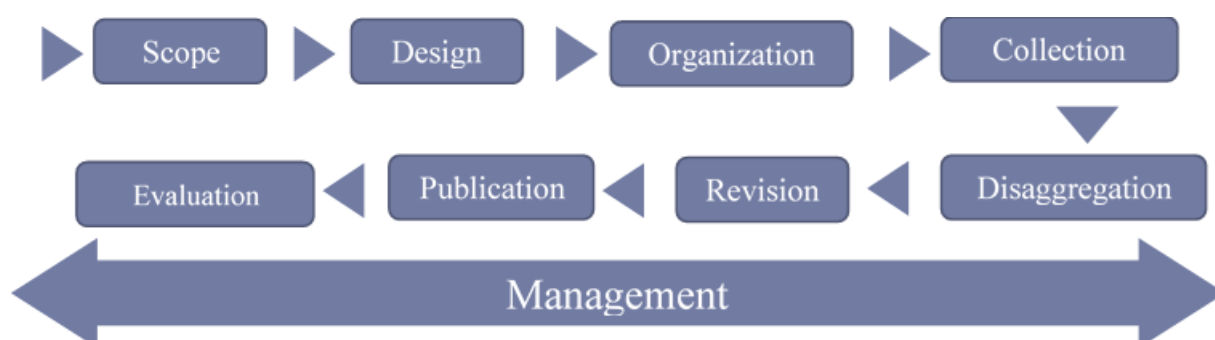 Scope
Design
Organization
Collection
Disaggregation
Revision
Publication
Evaluation
Management